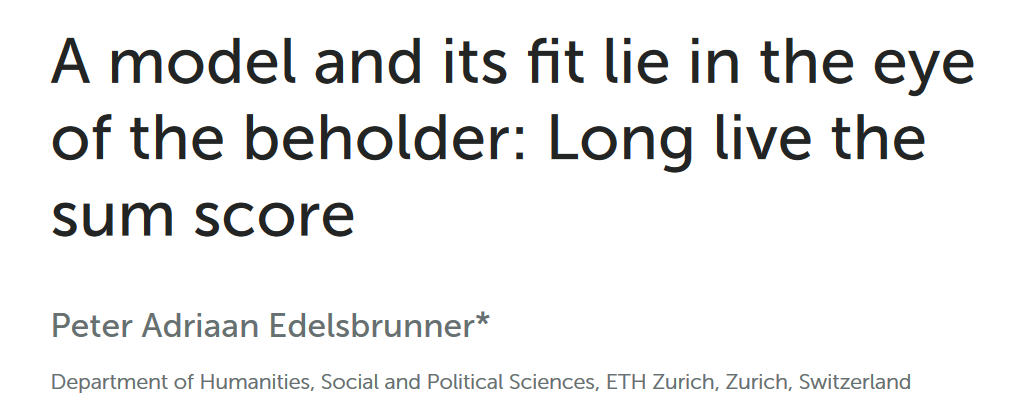 A model and its fit lie in the eye
of the beholder: Long live the
sum score
Peter Adriaan Edelsbrunner*
Department of Humanities, Social and Political Sciences, ETH Zurich, Zurich, Switzerland